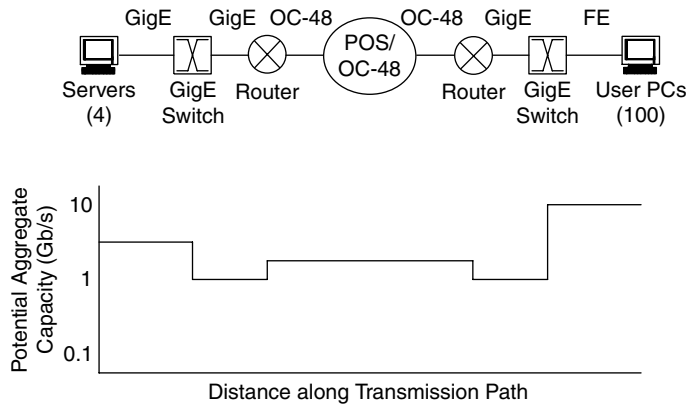 GigE GigE OC-48 OC-48 GigE FE
POS/
OC-48
Servers
(4)
GigE
Switch
Router
Router
GigE
Switch
User PCs
(100)
Potential Aggregate
Capacity (Gb/s)
10
1
0.1
Distance along Transmission Path